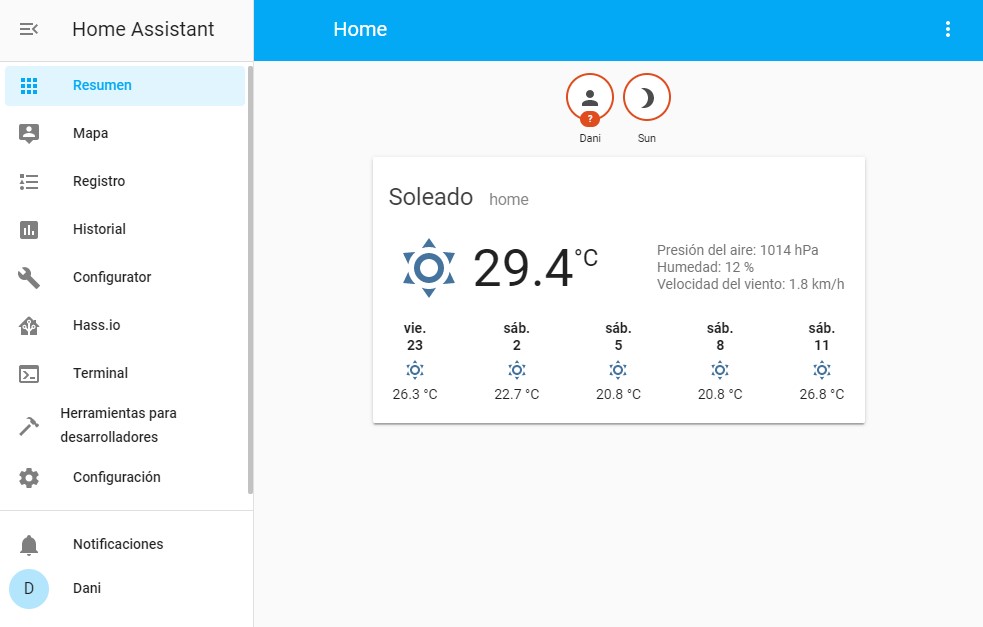 Home Assistant
Home
Resumen
Mapa
Registro
Historial
Configurator
Hass.io
Terminal
Herramientas para
desarrolladores
Configuración
Notificaciones
D
Dani
?
Dani
Sun
Soleado home
29.4 °C
Presión del aire: 1014 hPa
Humedad: 12 %
Velocidad del viento: 1.8 km/h
vie. sáb. sáb. sáb. sáb.
23 2 5 8 11
26.3 °C 22.7 °C 20.8 °C 20.8 °C 26.8 °C